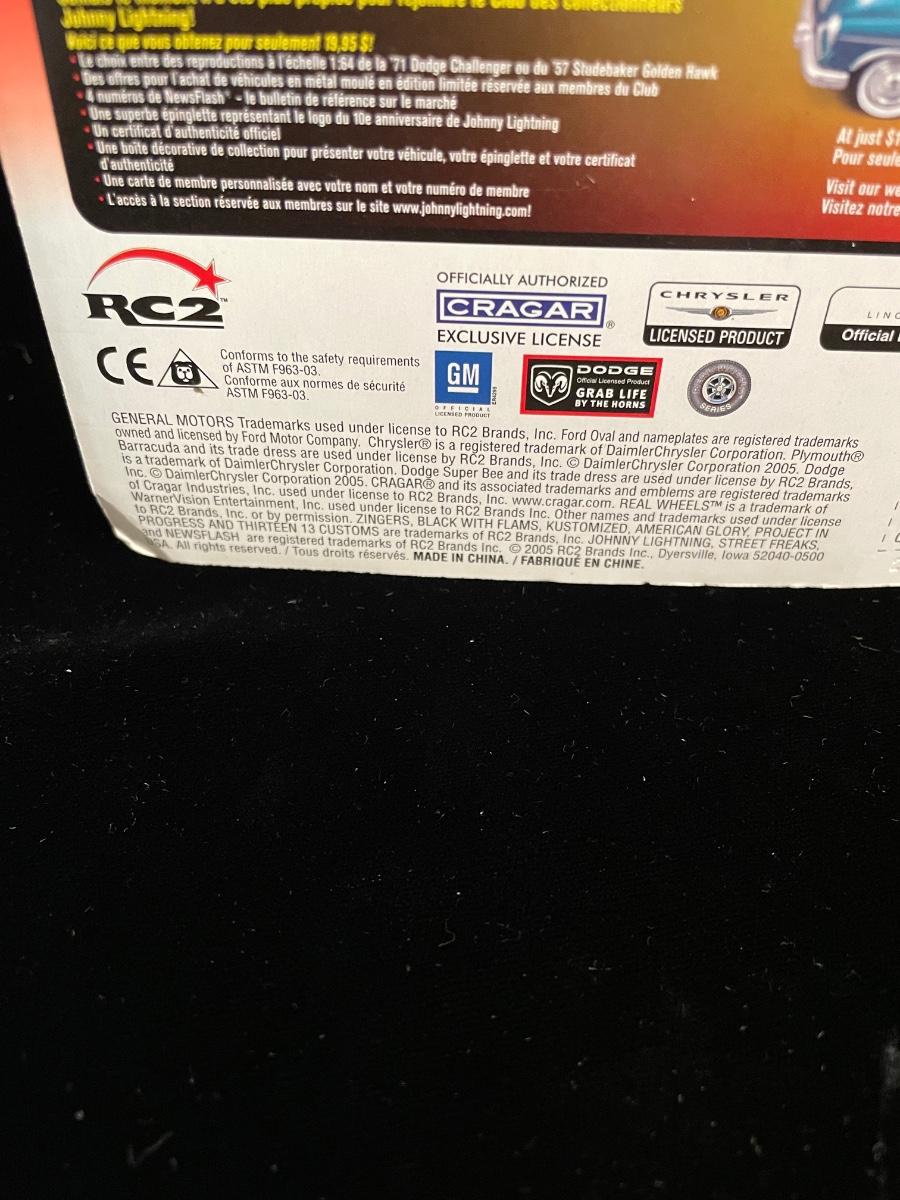 Johnny Lightning!
Voici ce que vous obtenez pour seulement 19,95 $!
• Le choix entre des reproductions à l'échelle 1:64 de la '71 Dodge Challenger ou du '57 Studebaker Golden Hawk
• Des offres pour l'achat de véhicules en métal moulé en édition limitée réservée aux membres du Club
• 4 numéros de NewsFlash - le bulletin de référence sur le marché
• Une superbe épinglette représentant le logo du 10e anniversaire de Johnny Lightning
• Un certificat d'authenticité officiel
• Une boîte décorative de collection pour présenter votre véhicule, votre épinglette et votre certificat
d'authenticité
• Une carte de membre personnalisée avec votre nom et votre numéro de membre
• L'accès à la section réservée aux membres sur le site www.johnnylightning.com!
At just $1
Pour seule
Visit our we
Visitez notre
RC2™
CE
Conforms to the safety requirements
of ASTM F963-03.
Conforme aux normes de sécurité
ASTM F963-03.
OFFICIALLY AUTHORIZED
CRAGAR®
EXCLUSIVE LICENSE
CHRYSLER
LICENSED PRODUCT
LINC
Official
GM
OFFICIAL
LICENSED PRODUCT
DODGE
Official Licensed Product
GRAB LIFE
BY THE HORNS
SERIES
GENERAL MOTORS Trademarks used under license to RC2 Brands, Inc. Ford Oval and nameplates are registered trademarks
owned and licensed by Ford Motor Company. Chrysler® is a registered trademark of DaimlerChrysler Corporation. Plymouth®
Barracuda and its trade dress are used under license by RC2 Brands, Inc. © DaimlerChrysler Corporation 2005. Dodge
is a trademark of DaimlerChrysler Corporation. Dodge Super Bee and its trade dress are used under license by RC2 Brands,
Inc. © DaimlerChrysler Corporation 2005. CRAGAR® and its associated trademarks and emblems are registered trademarks
of Cragar Industries, Inc. used under license to RC2 Brands, Inc. www.cragar.com. REAL WHEELS™ is a trademark of
WarnerVision Entertainment, Inc. used under license to RC2 Brands Inc. Other names and trademarks used under license
to RC2 Brands, Inc. or by permission. ZINGERS, BLACK WITH FLAMS, KUSTOMIZED, AMERICAN GLORY, PROJECT IN
PROGRESS AND THIRTEEN 13 CUSTOMS are trademarks of RC2 Brands, Inc. JOHNNY LIGHTNING, STREET FREAKS,
and NEWSFLASH are registered trademarks of RC2 Brands Inc. © 2005 RC2 Brands Inc., Dyersville, Iowa 52040-0500
USA. All rights reserved. / Tous droits réservés. MADE IN CHINA. / FABRIQUÉ EN CHINE.